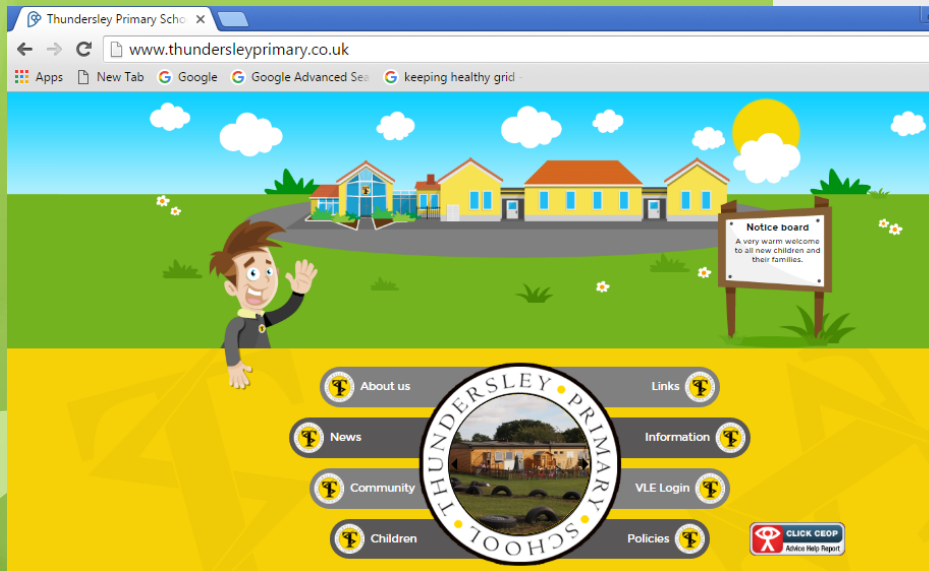 Thundersley Primary Scho
www.thundersleyprimary.co.uk
Apps New Tab Google Google Advanced Sea keeping healthy grid -
Notice board
A very warm welcome
to all new children and
their families.
About us
Links
News
Information
Community
VLE Login
Children
Policies
THUNDERSLEY PRIMARY SCHOOL
CLICK CEOP
Advice Help Report